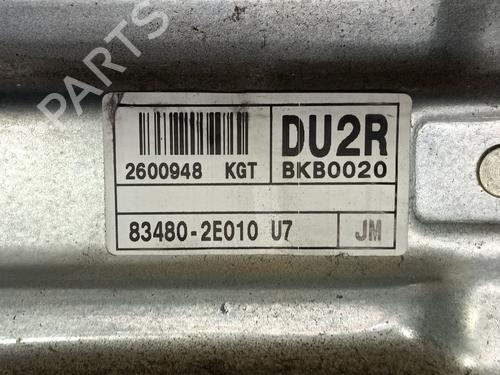 PARTS
DU2R
2600948 KGT
BKB0020
83480-2E010 U7
JM